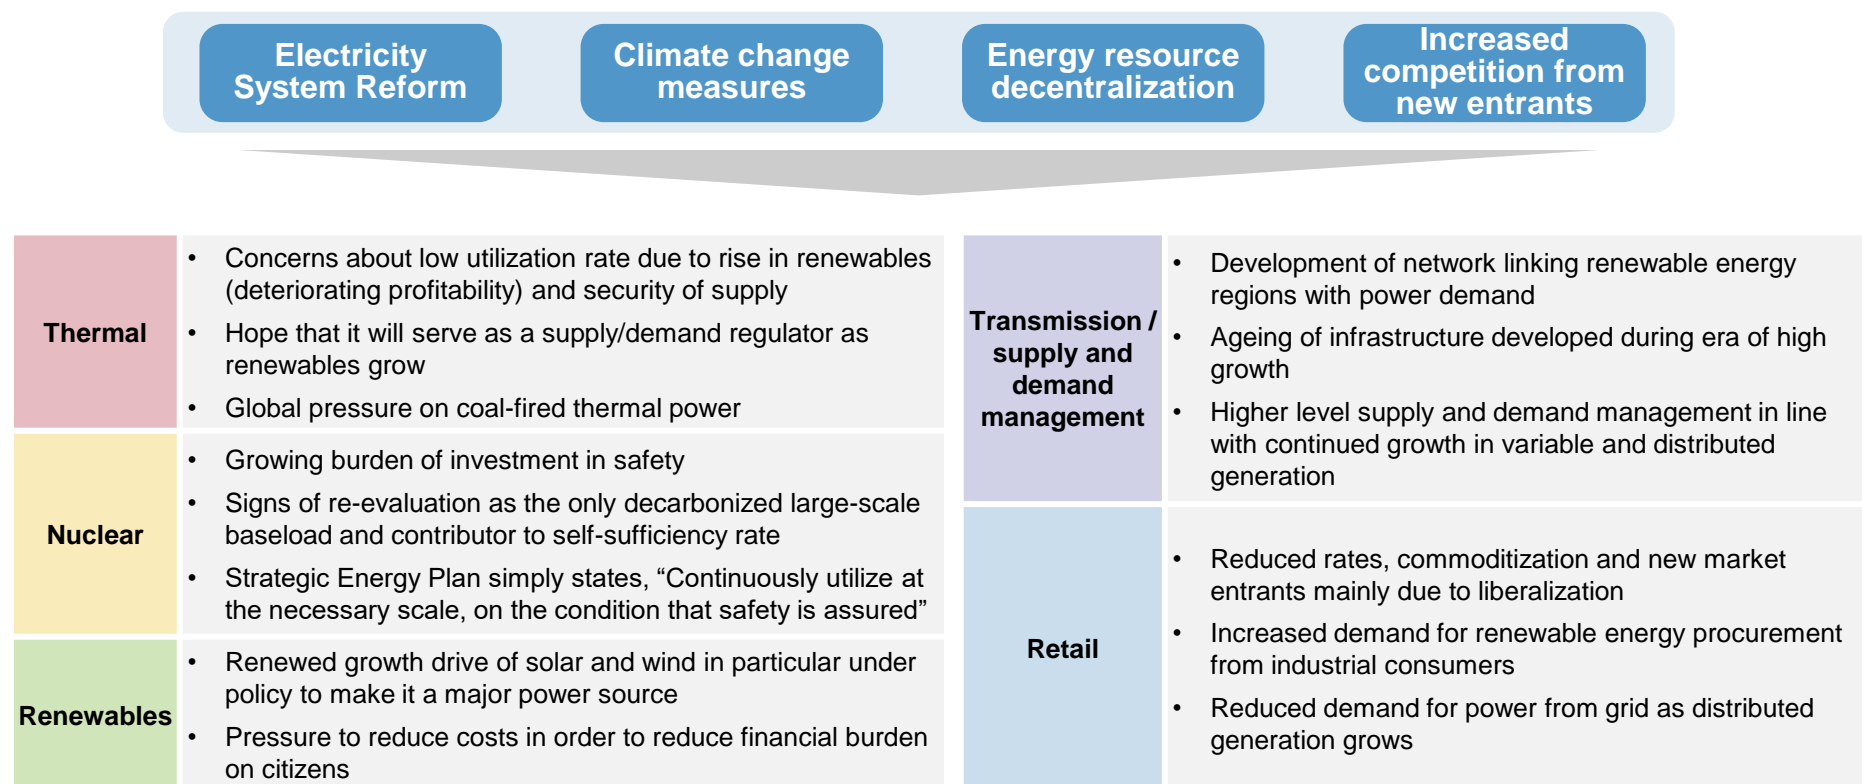 Electricity
System Reform
Climate change
measures
Energy resource
decentralization
Increased
competition from
new entrants
Thermal
• Concerns about low utilization rate due to rise in renewables
(deteriorating profitability) and security of supply
• Hope that it will serve as a supply/demand regulator as
renewables grow
• Global pressure on coal-fired thermal power
Nuclear
• Growing burden of investment in safety
• Signs of re-evaluation as the only decarbonized large-scale
baseload and contributor to self-sufficiency rate
• Strategic Energy Plan simply states, “Continuously utilize at
the necessary scale, on the condition that safety is assured”
Renewables
• Renewed growth drive of solar and wind in particular under
policy to make it a major power source
• Pressure to reduce costs in order to reduce financial burden
on citizens
Transmission /
supply and
demand
management
• Development of network linking renewable energy
regions with power demand
• Ageing of infrastructure developed during era of high
growth
• Higher level supply and demand management in line
with continued growth in variable and distributed
generation
Retail
• Reduced rates, commoditization and new market
entrants mainly due to liberalization
• Increased demand for renewable energy procurement
from industrial consumers
• Reduced demand for power from grid as distributed
generation grows